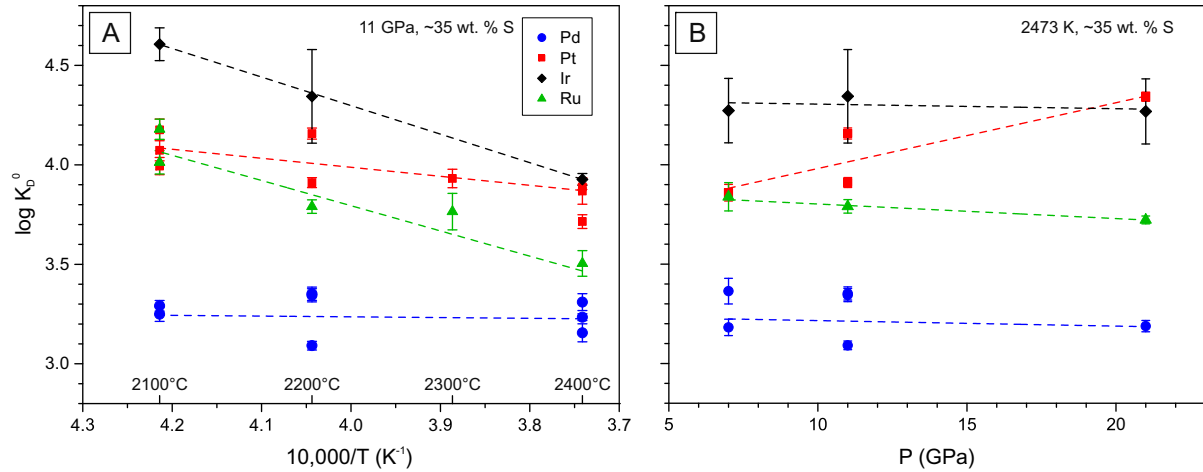 A
11 GPa, ~35 wt. % S
Pd
Pt
Ir
Ru
log K_D^0
4.5
4.0
3.5
3.0
2100°C 2200°C 2300°C 2400°C
4.3 4.2 4.1 4.0 3.9 3.8 3.7
10,000/T (K⁻¹)
B
2473 K, ~35 wt. % S
10 15 20
P (GPa)